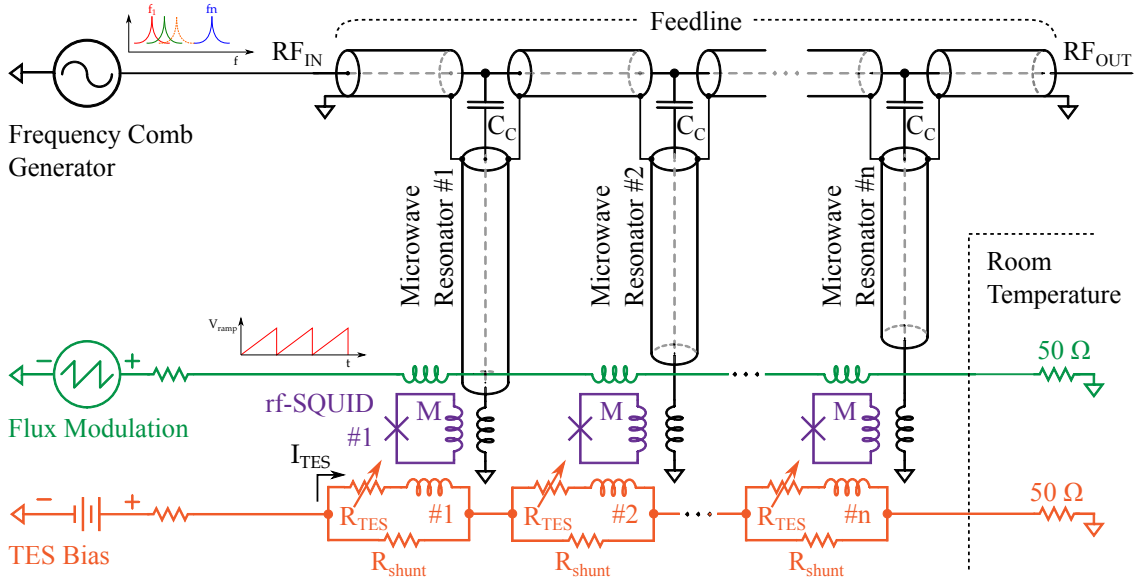 Feedline
f1
fn
f
RFIN
RFOUT
CC
CC
CC
Frequency Comb
Generator
Microwave
Resonator #1
Microwave
Resonator #2
Microwave
Resonator #n
Room
Temperature
Vramp
t
− +
50 Ω
Flux Modulation
rf-SQUID
#1
M
M
M
ITES
− +
RTES
#1
RTES
#2
RTES
#n
50 Ω
TES Bias
Rshunt
Rshunt
Rshunt